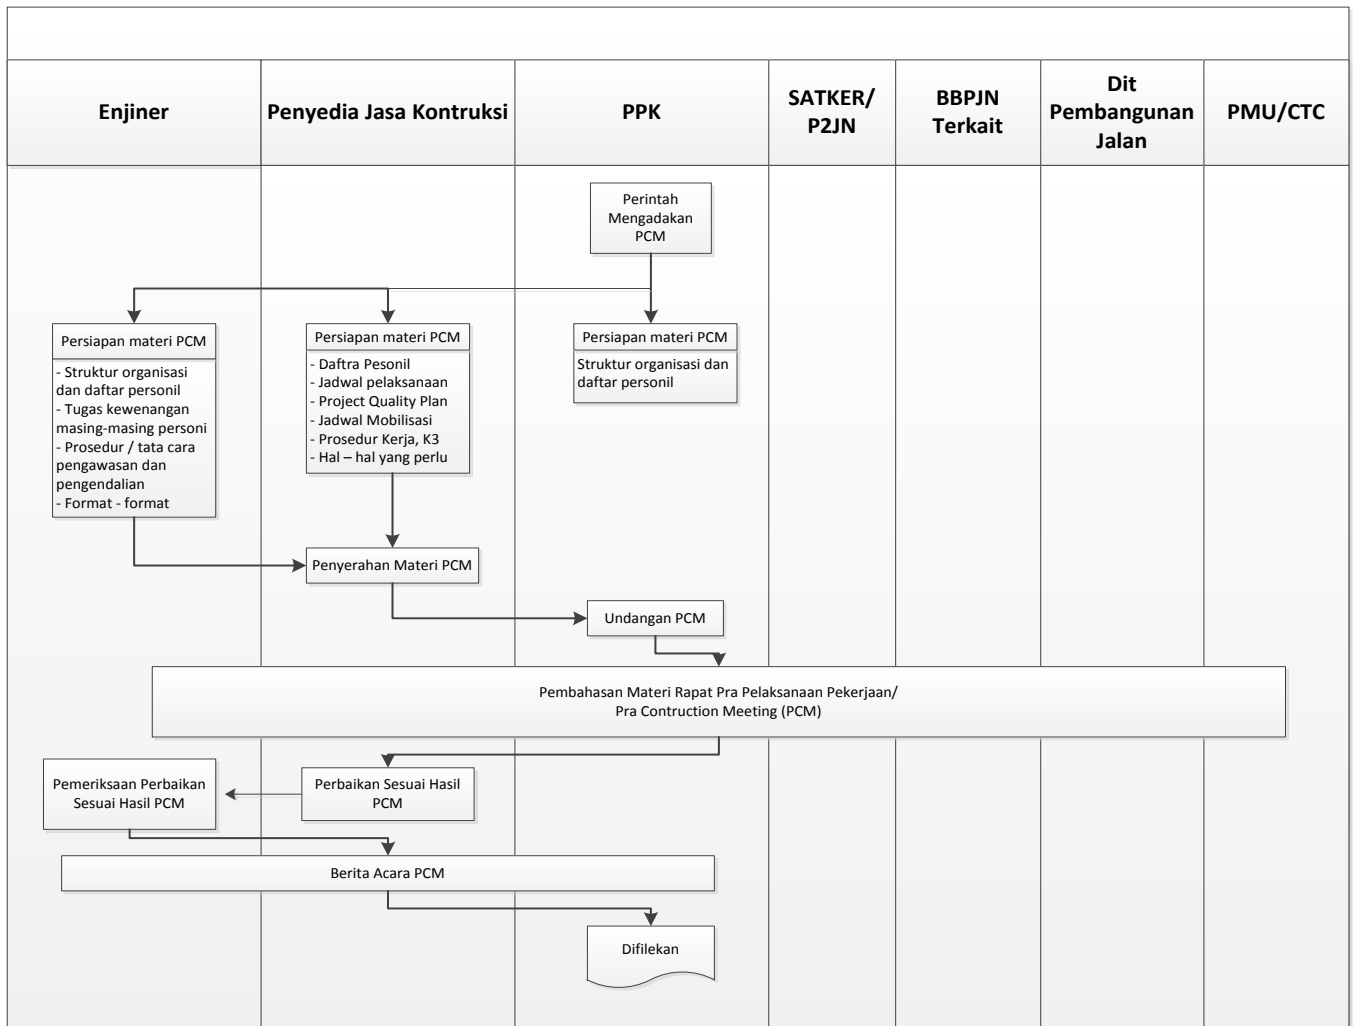 Enjiner
Penyedia Jasa Kontruksi
PPK
SATKER/
P2JN
BBPJN
Terkait
Dit
Pembangunan
Jalan
PMU/CTC
Perintah
Mengadakan
PCM
Persiapan materi PCM
- Struktur organisasi
dan daftar personil
- Tugas kewenangan
masing-masing personi
- Prosedur / tata cara
pengawasan dan
pengendalian
- Format - format
Persiapan materi PCM
- Daftra Pesonil
- Jadwal pelaksanaan
- Project Quality Plan
- Jadwal Mobilisasi
- Prosedur Kerja, K3
- Hal – hal yang perlu
Persiapan materi PCM
Struktur organisasi dan
daftar personil
Penyerahan Materi PCM
Undangan PCM
Pembahasan Materi Rapat Pra Pelaksanaan Pekerjaan/
Pra Contruction Meeting (PCM)
Pemeriksaan Perbaikan
Sesuai Hasil PCM
Perbaikan Sesuai Hasil
PCM
Berita Acara PCM
Difilekan